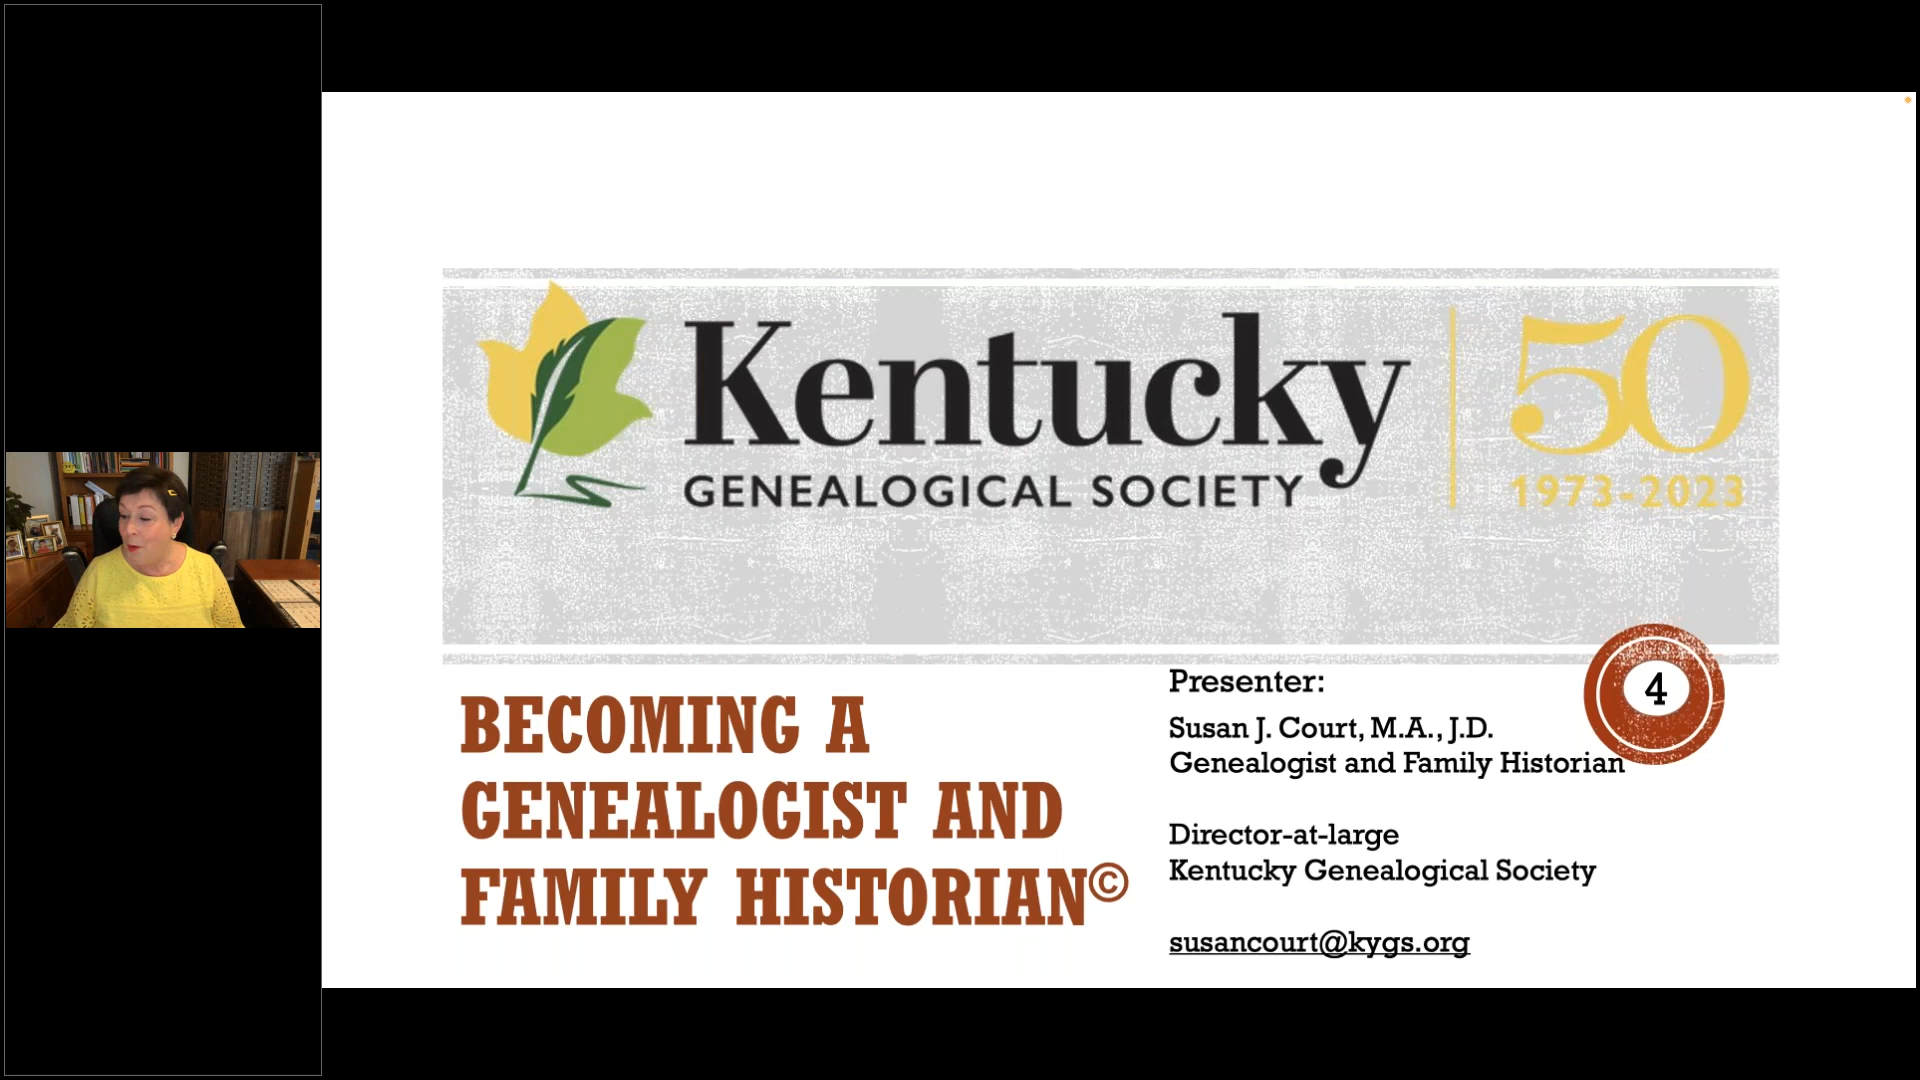 Kentucky
GENEALOGICAL SOCIETY
50
1973-2023
BECOMING A
GENEALOGIST AND
FAMILY HISTORIAN©
Presenter:
Susan J. Court, M.A., J.D.
Genealogist and Family Historian
Director-at-large
Kentucky Genealogical Society
susancourt@kygs.org
4